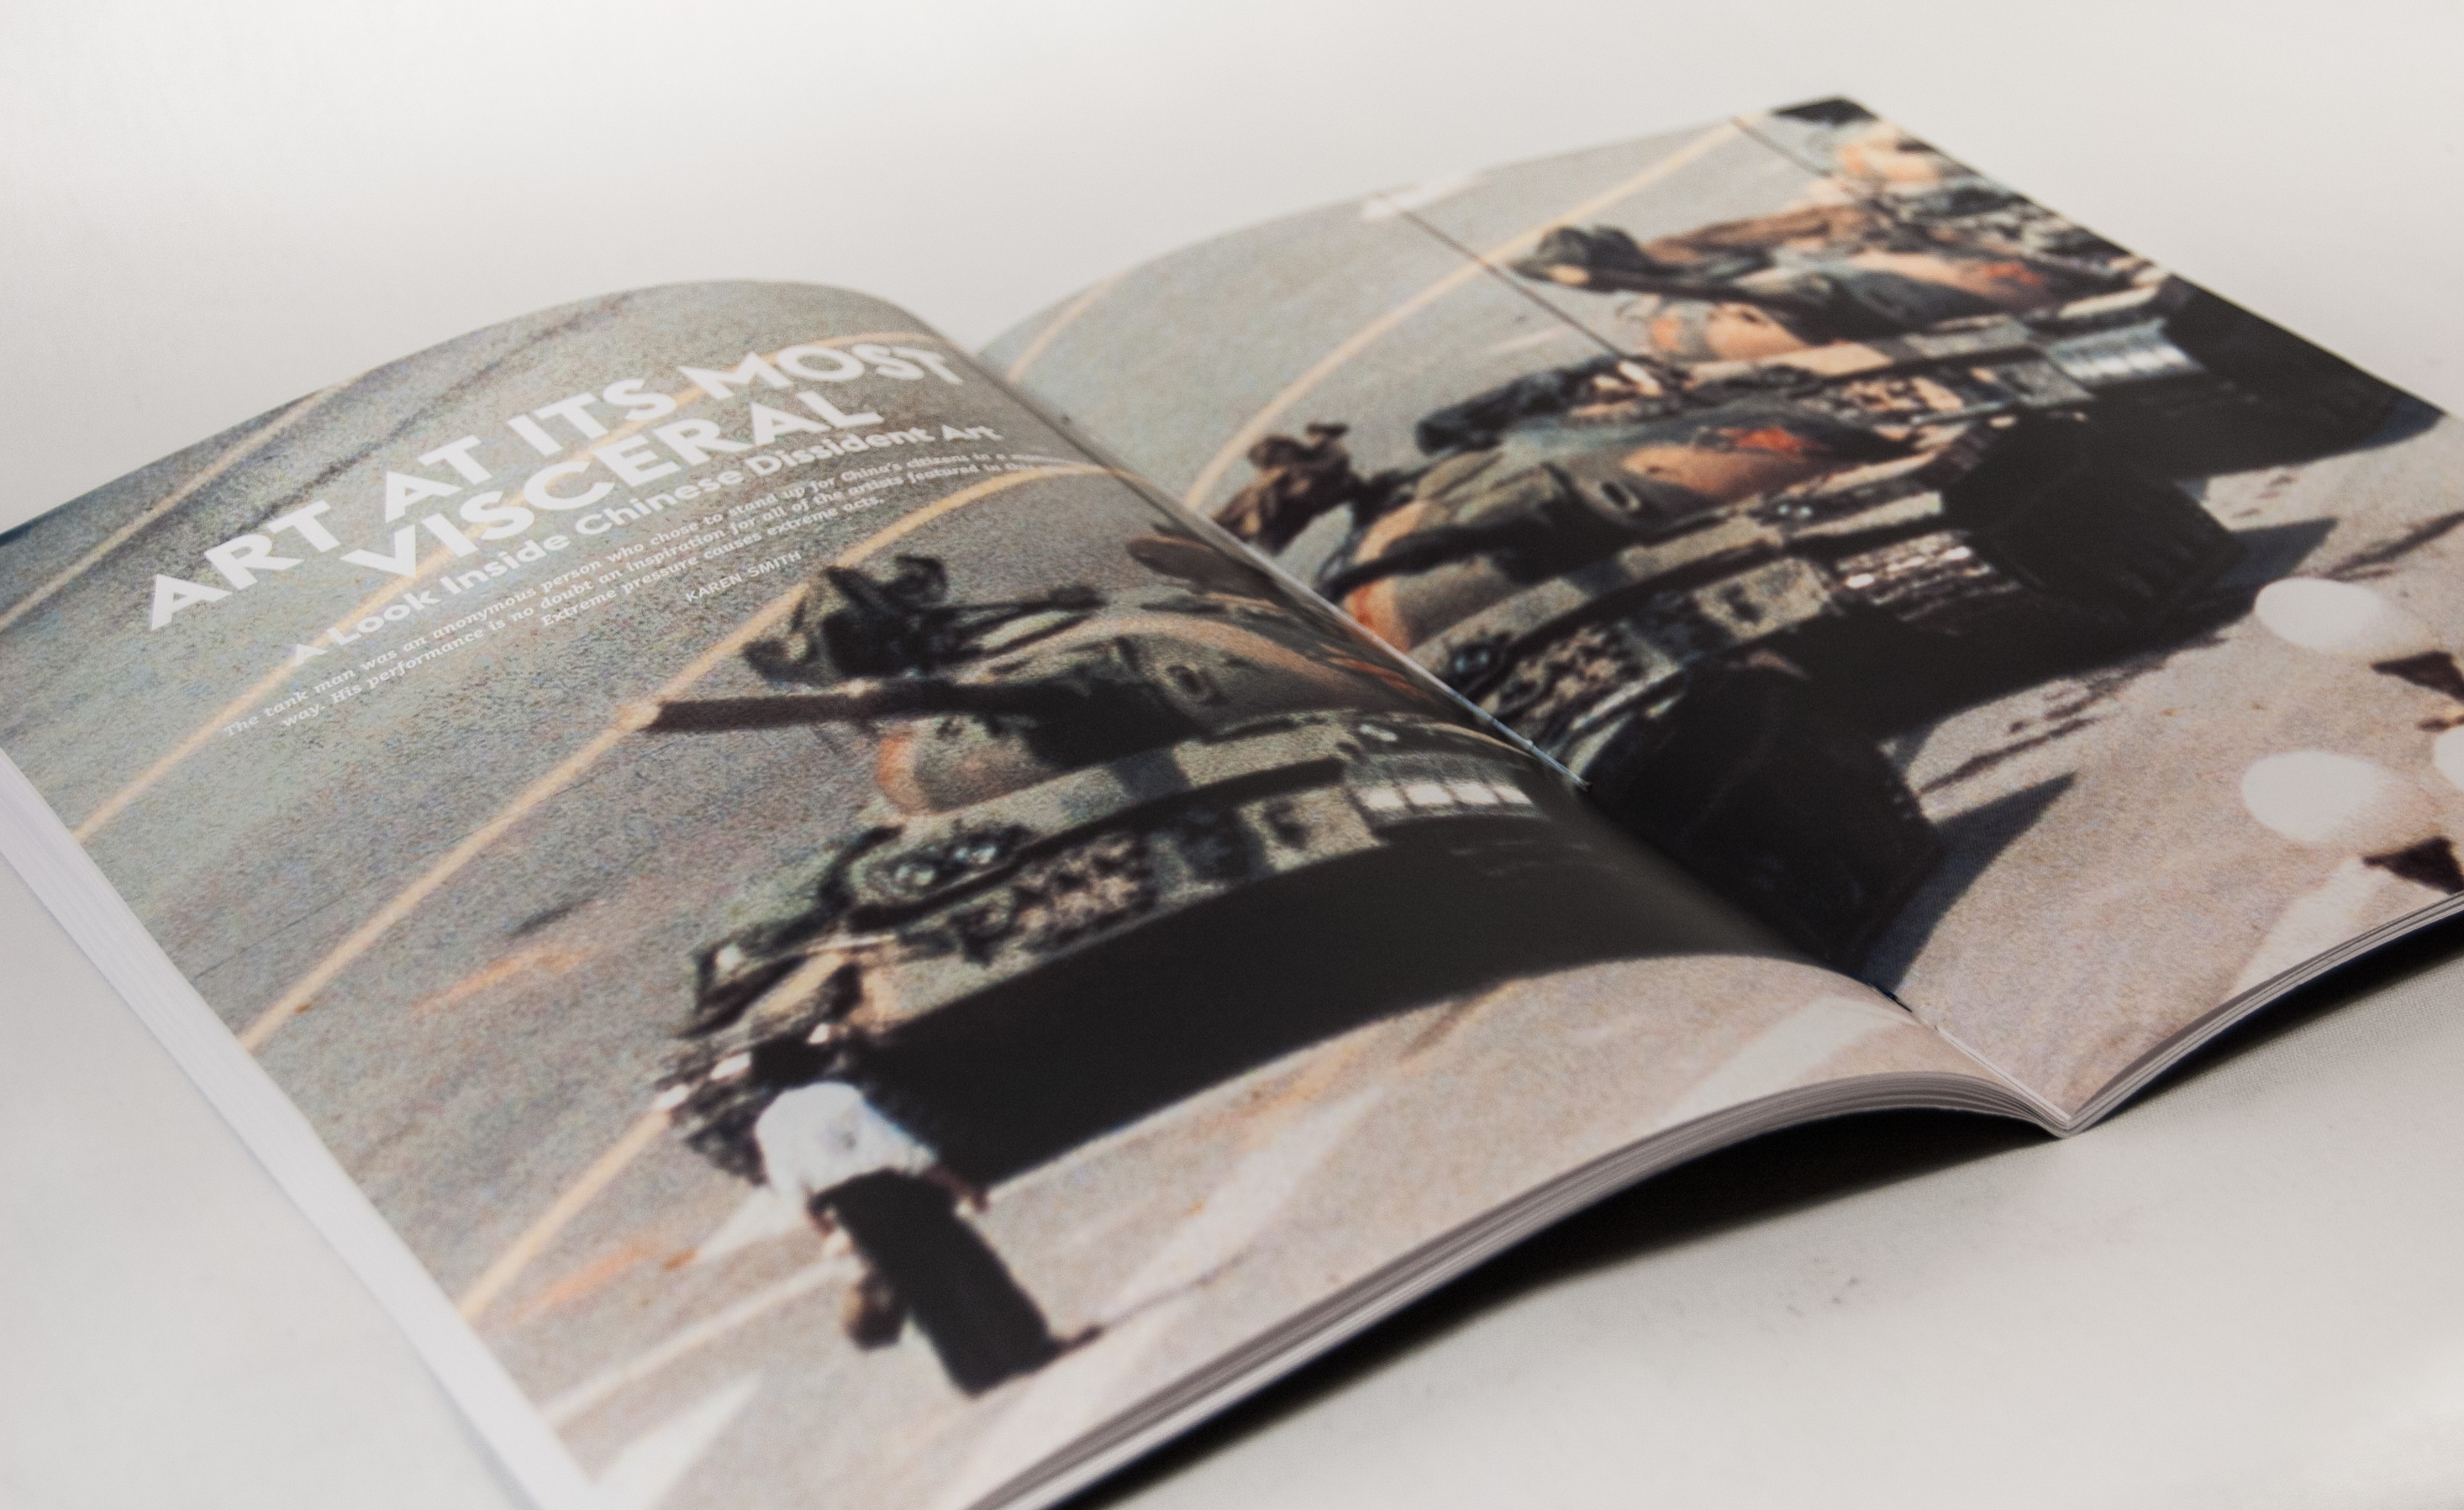 ART AT ITS MOST
VISCERAL
A Look Inside Chinese Dissident Art
The tank man was an anonymous person who chose to stand up for China's citizens in a
way. His performance is no doubt an inspiration for all of the artists featured in
Extreme pressure causes extreme acts.
KAREN SMITH